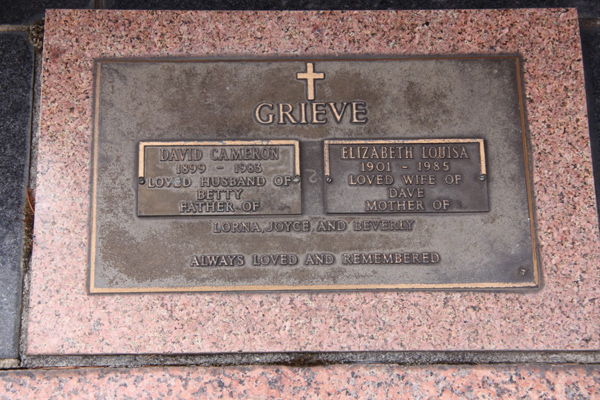 GRIEVE
DAVID CAMERON
1899 - 1983
LOVED HUSBAND OF
BETTY
FATHER OF
ELIZABETH LOUISA
1901 - 1985
LOVED WIFE OF
DAVE
MOTHER OF
LORNA, JOYCE AND BEVERLY
ALWAYS LOVED AND REMEMBERED